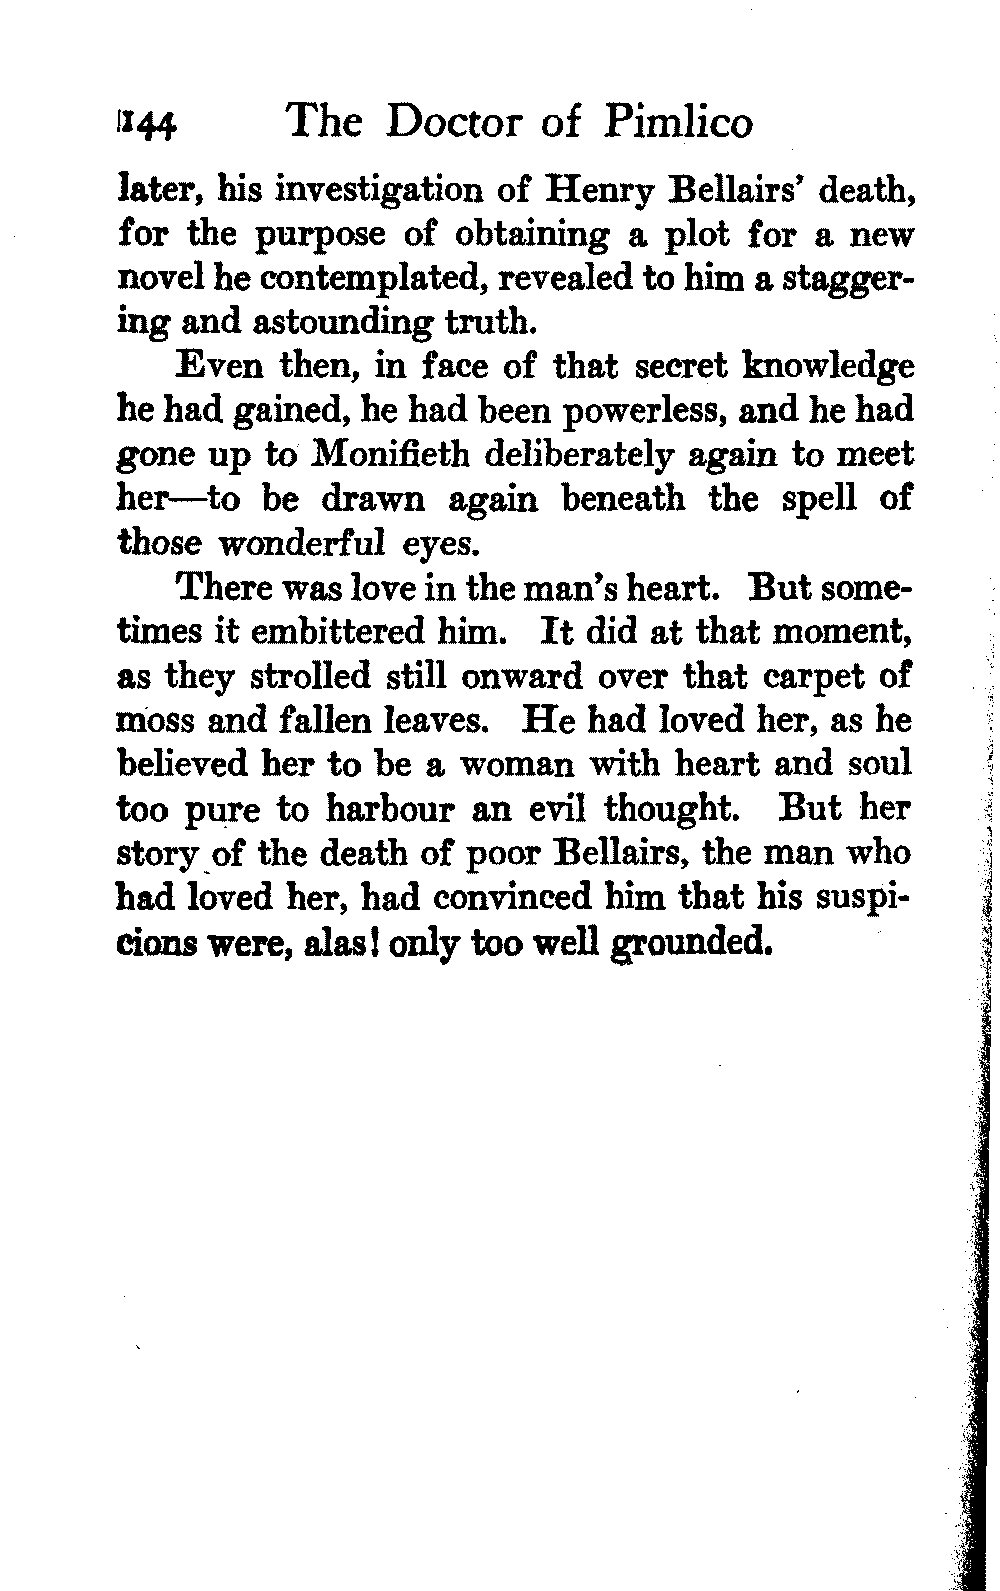 144 The Doctor of Pimlico
later, his investigation of Henry Bellairs' death,
for the purpose of obtaining a plot for a new
novel he contemplated, revealed to him a stagger-
ing and astounding truth.
Even then, in face of that secret knowledge
he had gained, he had been powerless, and he had
gone up to Monifieth deliberately again to meet
her—to be drawn again beneath the spell of
those wonderful eyes.
There was love in the man's heart. But some-
times it embittered him. It did at that moment,
as they strolled still onward over that carpet of
moss and fallen leaves. He had loved her, as he
believed her to be a woman with heart and soul
too pure to harbour an evil thought. But her
story of the death of poor Bellairs, the man who
had loved her, had convinced him that his suspi-
cions were, alas! only too well grounded.